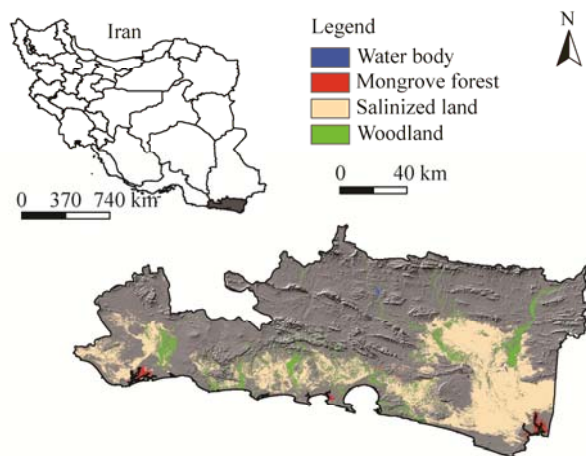 Iran
0 370 740 km
Legend
Water body
Mongrove forest
Salinized land
Woodland
0 40 km
N